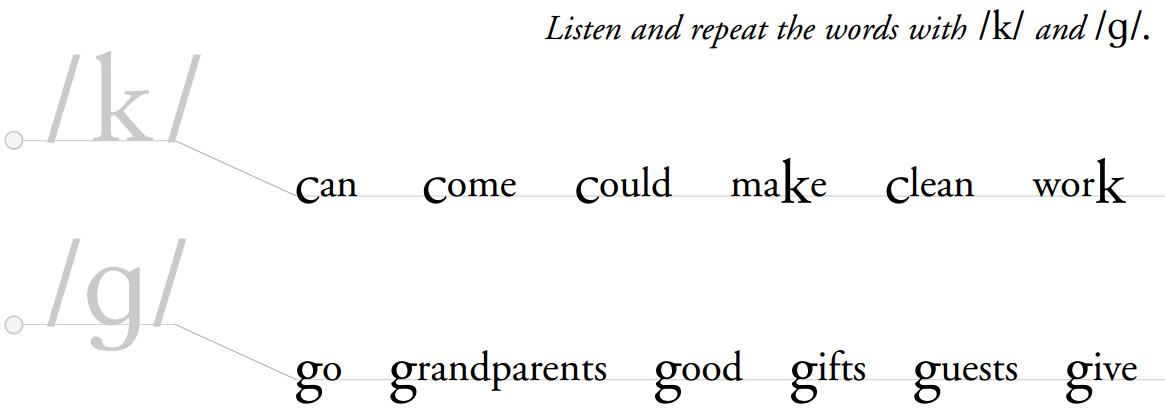 Listen and repeat the words with /k/ and /g/.
/k/
can come could make clean work
/g/
go grandparents good gifts guests give